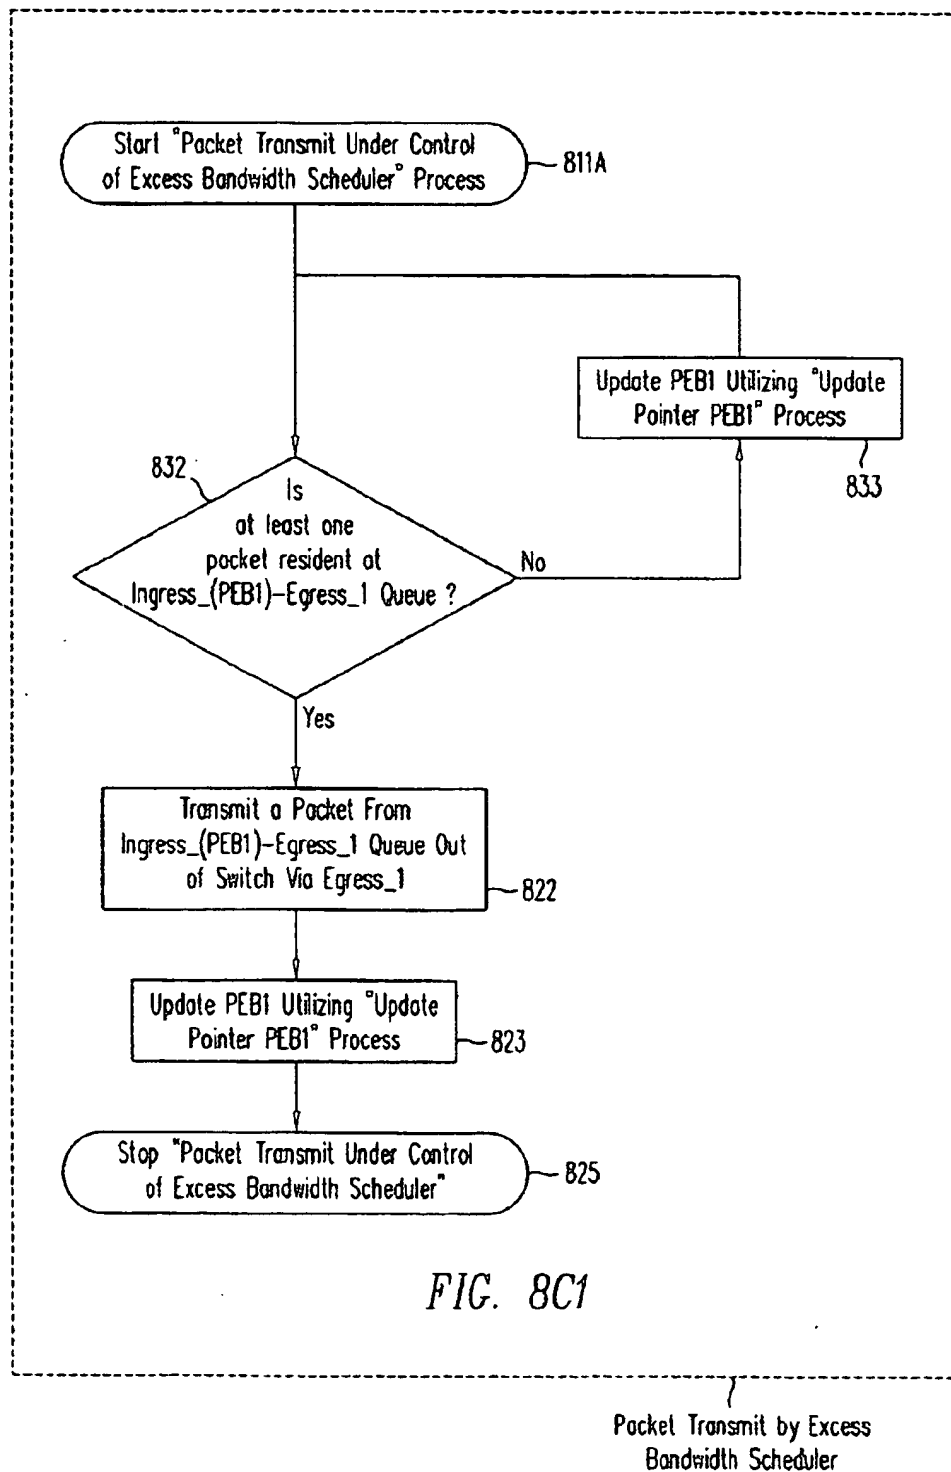 Start "Packet Transmit Under Control
of Excess Bandwidth Scheduler" Process
811A
Update PEB1 Utilizing "Update
Pointer PEB1" Process
833
832
Is
at least one
packet resident at
Ingress_(PEB1)-Egress_1 Queue ?
No
Yes
Transmit a Packet From
Ingress_(PEB1)-Egress_1 Queue Out
of Switch Via Egress_1
822
Update PEB1 Utilizing "Update
Pointer PEB1" Process
823
Stop "Packet Transmit Under Control
of Excess Bandwidth Scheduler"
825
FIG. 8C1
Packet Transmit by Excess
Bandwidth Scheduler